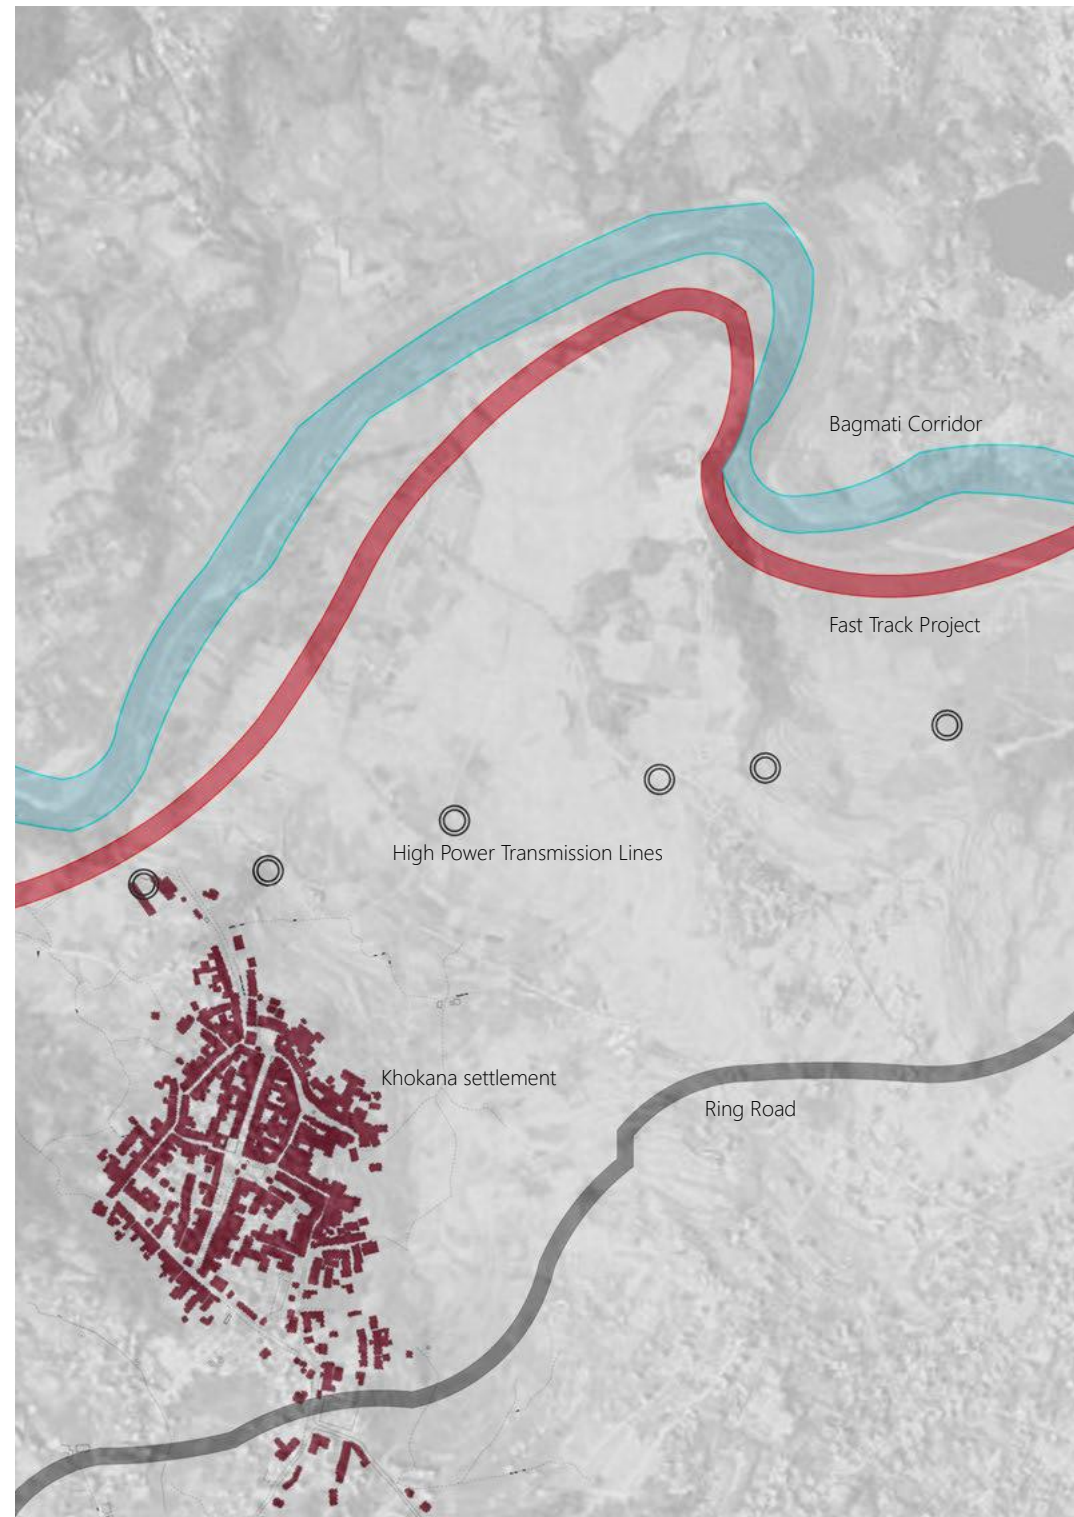 Bagmati Corridor
Fast Track Project
High Power Transmission Lines
Khokana settlement
Ring Road